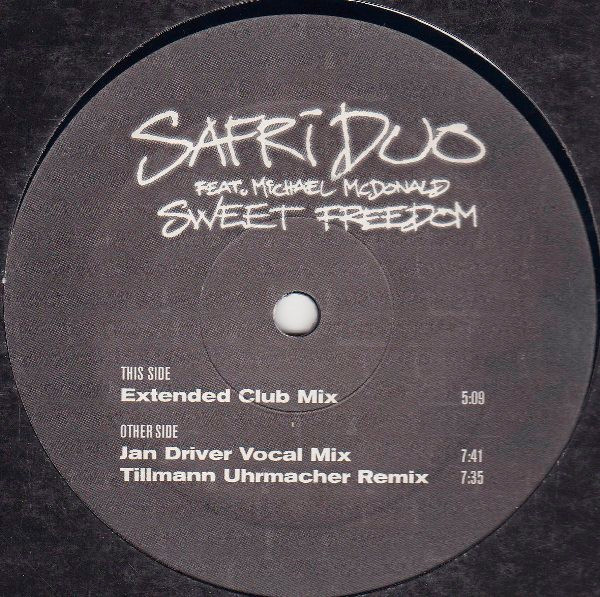 SAFRI DUO
FEAT. MICHAEL McDONALD
SWEET FREEDOM
THIS SIDE
Extended Club Mix 5:09
OTHER SIDE
Jan Driver Vocal Mix 7:41
Tillmann Uhrmacher Remix 7:35